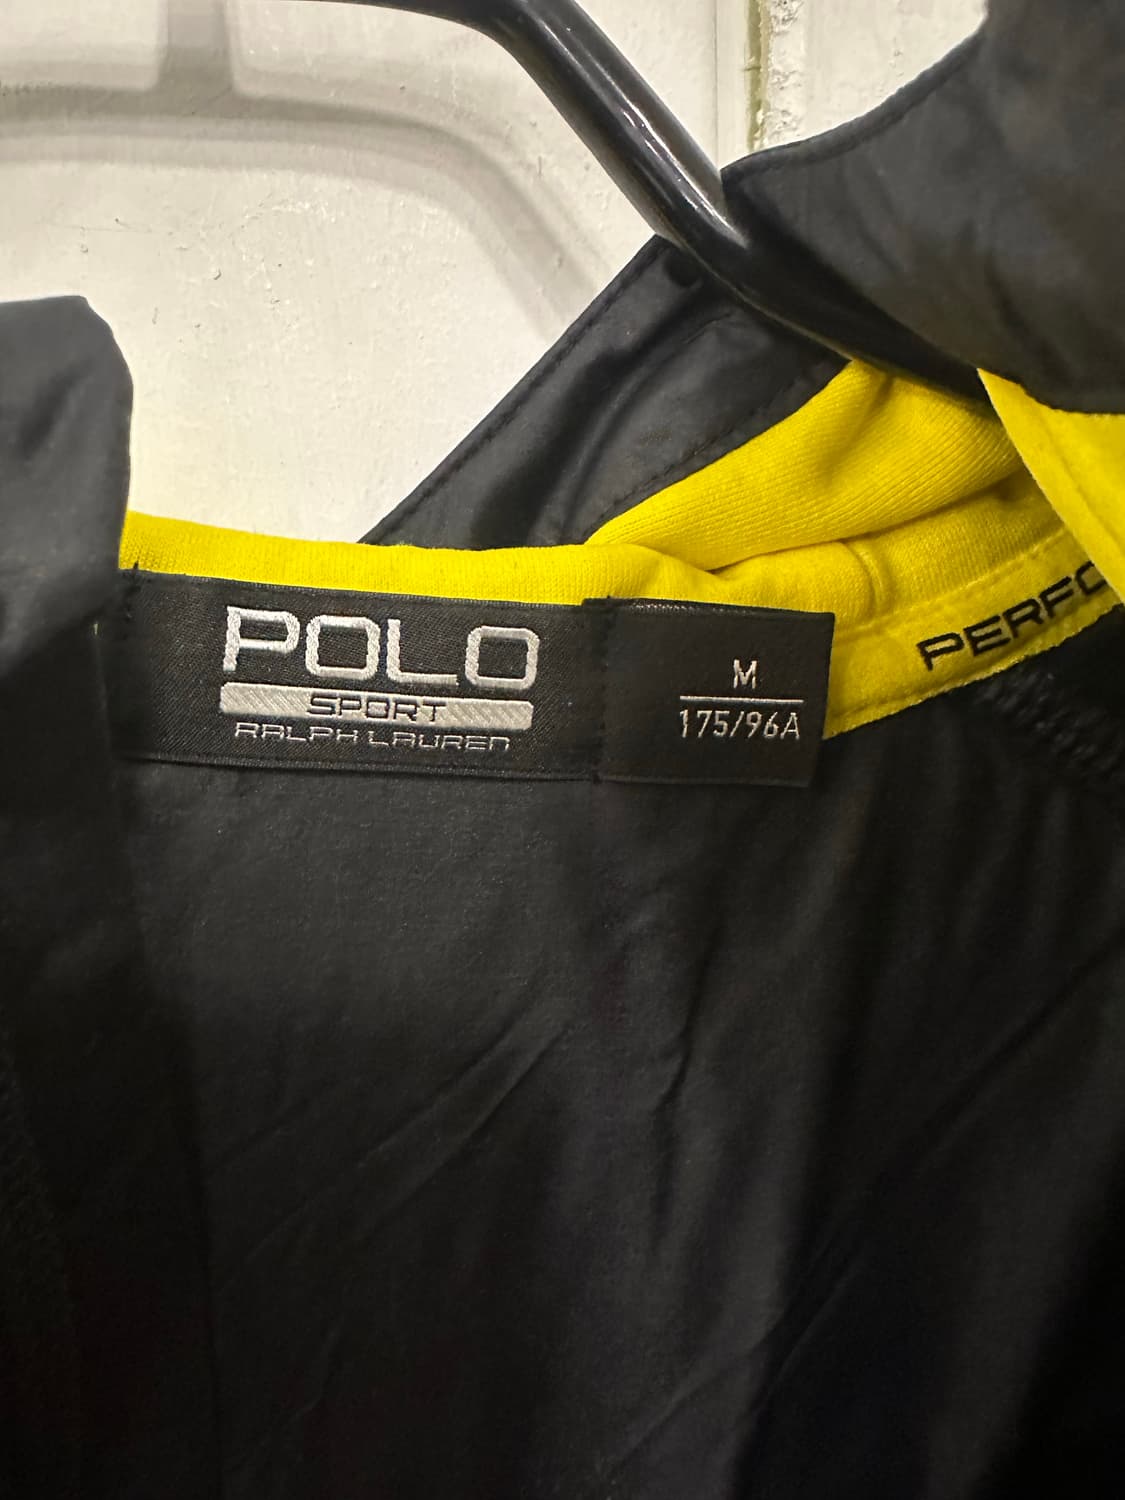 POLO
SPORT
RALPH LAUREN
M
175/96A